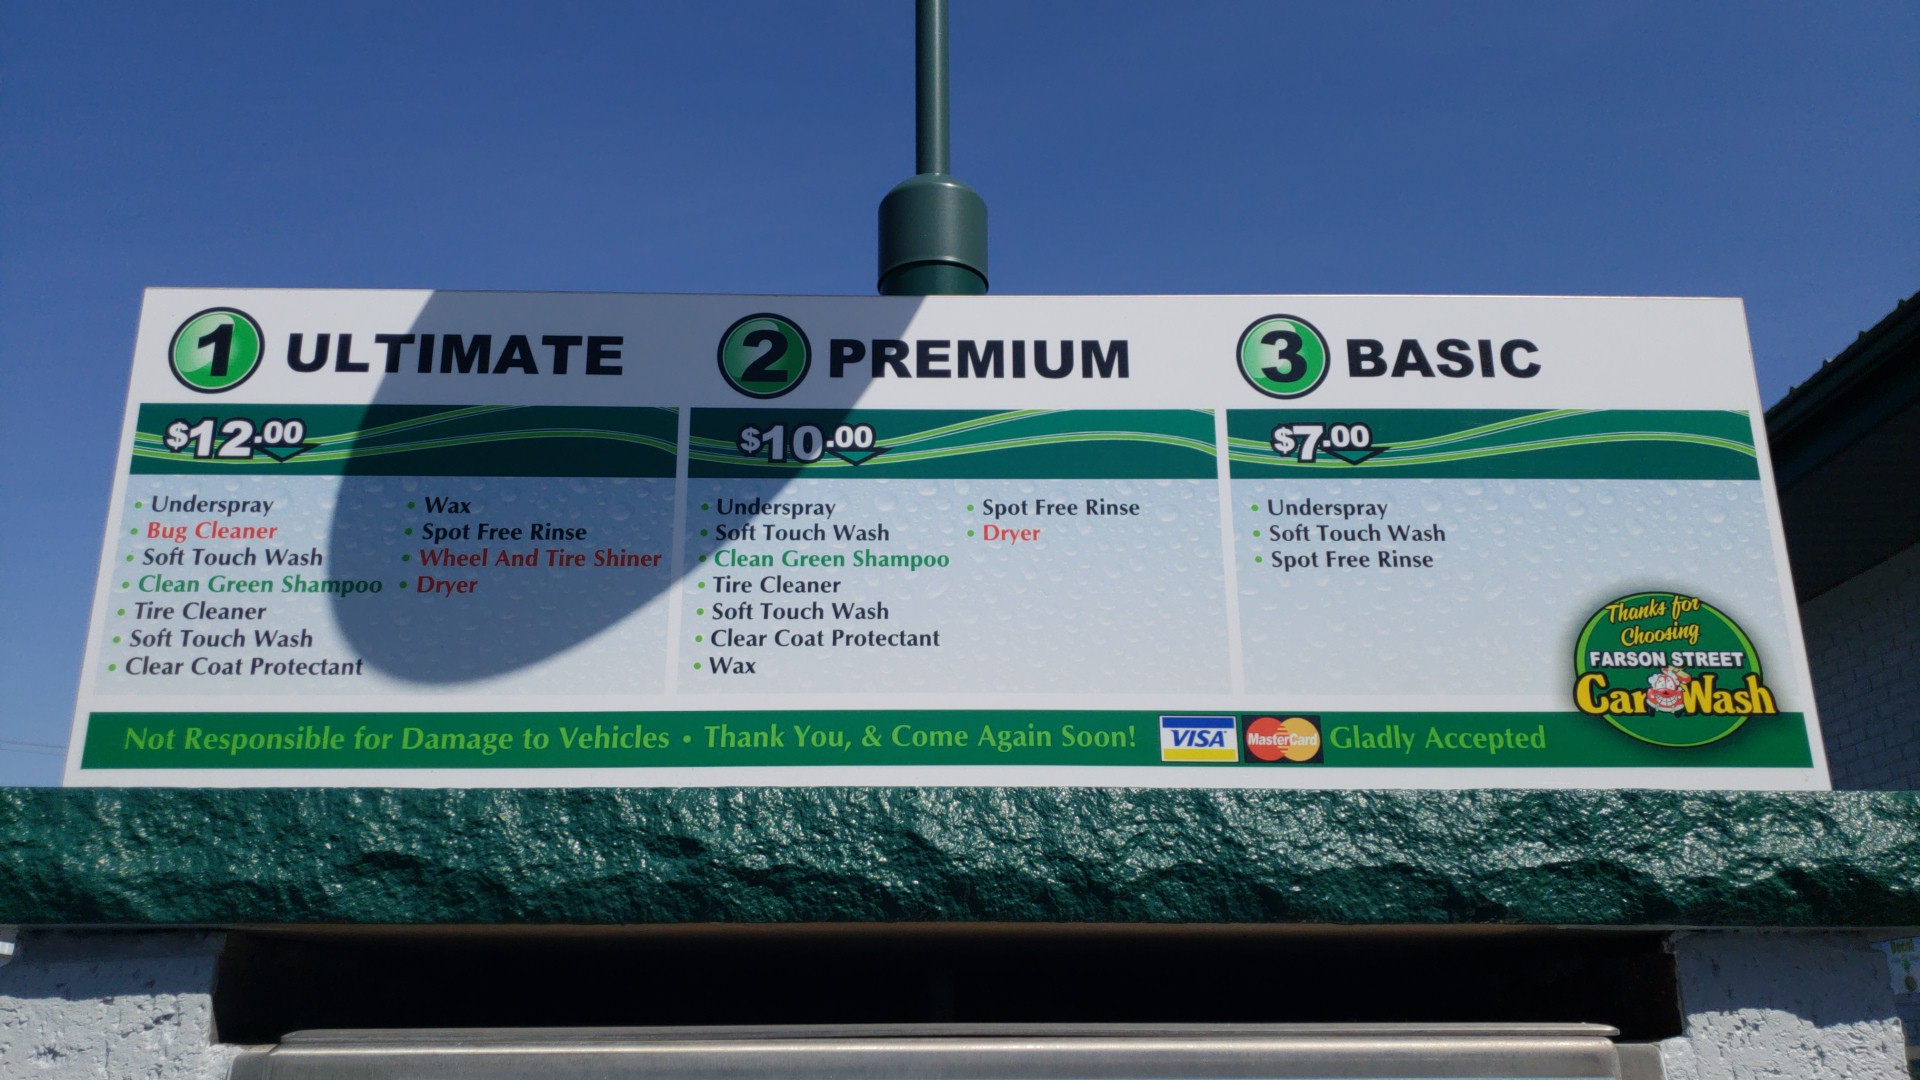 1 ULTIMATE
$12.00
• Underspray
• Bug Cleaner
• Soft Touch Wash
• Clean Green Shampoo
• Tire Cleaner
• Soft Touch Wash
• Clear Coat Protectant
• Wax
• Spot Free Rinse
• Wheel And Tire Shiner
• Dryer
2 PREMIUM
$10.00
• Underspray
• Soft Touch Wash
• Clean Green Shampoo
• Tire Cleaner
• Soft Touch Wash
• Clear Coat Protectant
• Wax
• Spot Free Rinse
• Dryer
3 BASIC
$7.00
• Underspray
• Soft Touch Wash
• Spot Free Rinse
Thanks for
Choosing
FARSON STREET
Car Wash
Not Responsible for Damage to Vehicles • Thank You, & Come Again Soon! VISA MasterCard Gladly Accepted